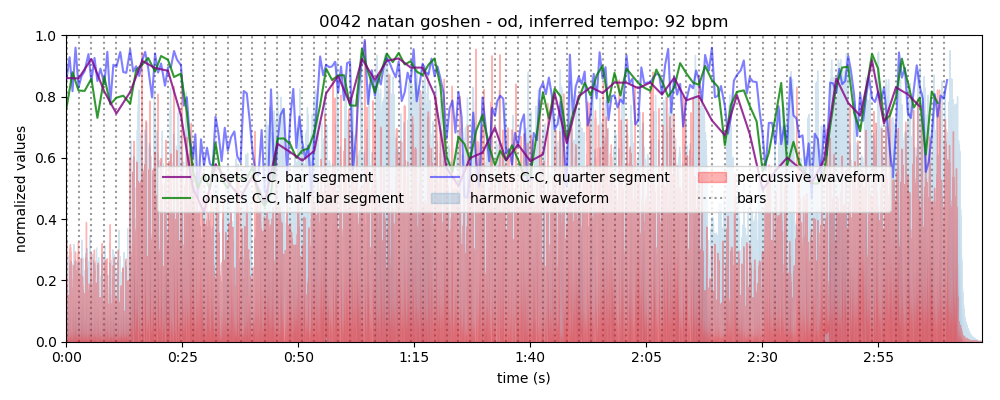 0042 natan goshen - od, inferred tempo: 92 bpm
normalized values
1.0
0.8
0.6
0.4
0.2
0.0
onsets C-C, bar segment
onsets C-C, half bar segment
onsets C-C, quarter segment
harmonic waveform
percussive waveform
bars
0:00 0:25 0:50 1:15 1:40 2:05 2:30 2:55
time (s)